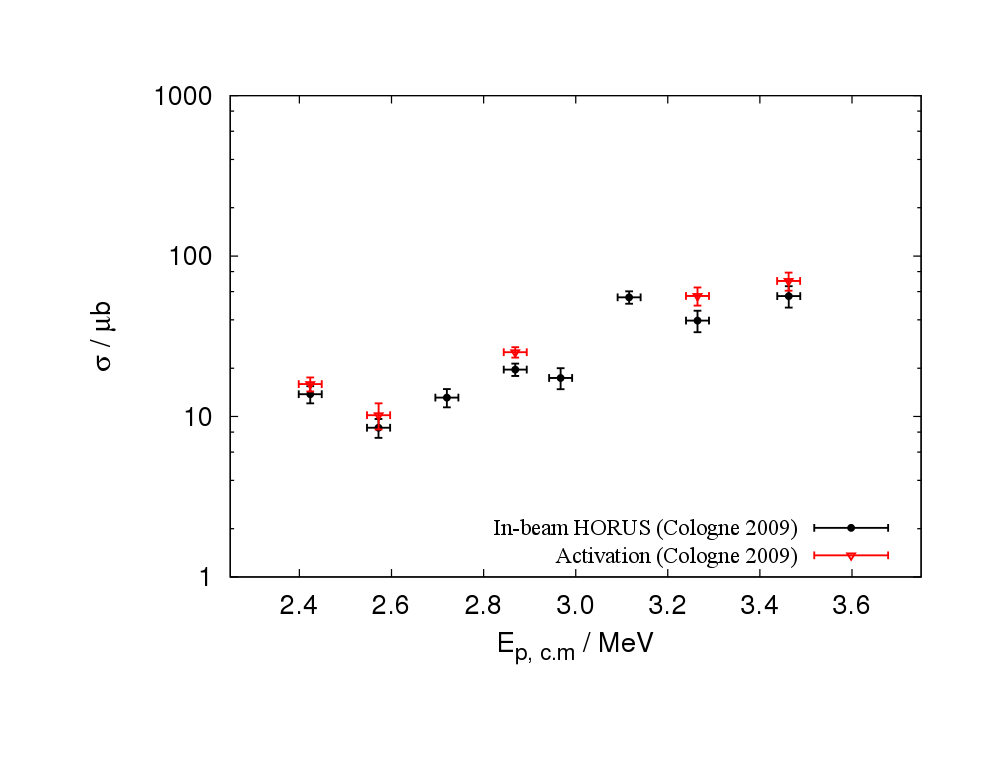 1000
100
10
1
σ / μb
In-beam HORUS (Cologne 2009)
Activation (Cologne 2009)
2.4 2.6 2.8 3.0 3.2 3.4 3.6
E_p, c.m / MeV